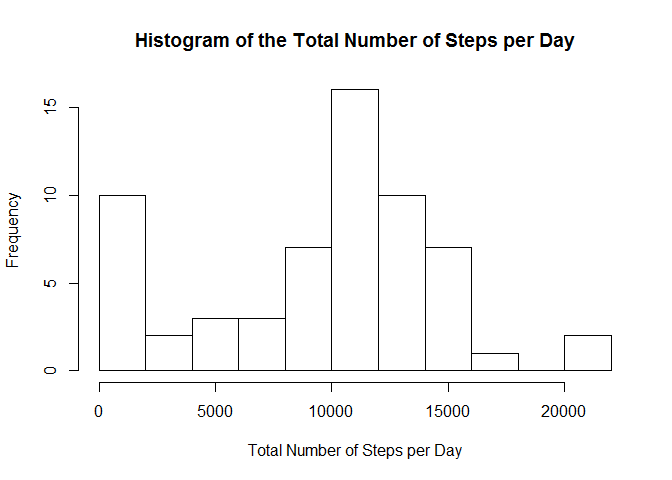 Histogram of the Total Number of Steps per Day
Frequency
15
10
5
0
0 5000 10000 15000 20000
Total Number of Steps per Day